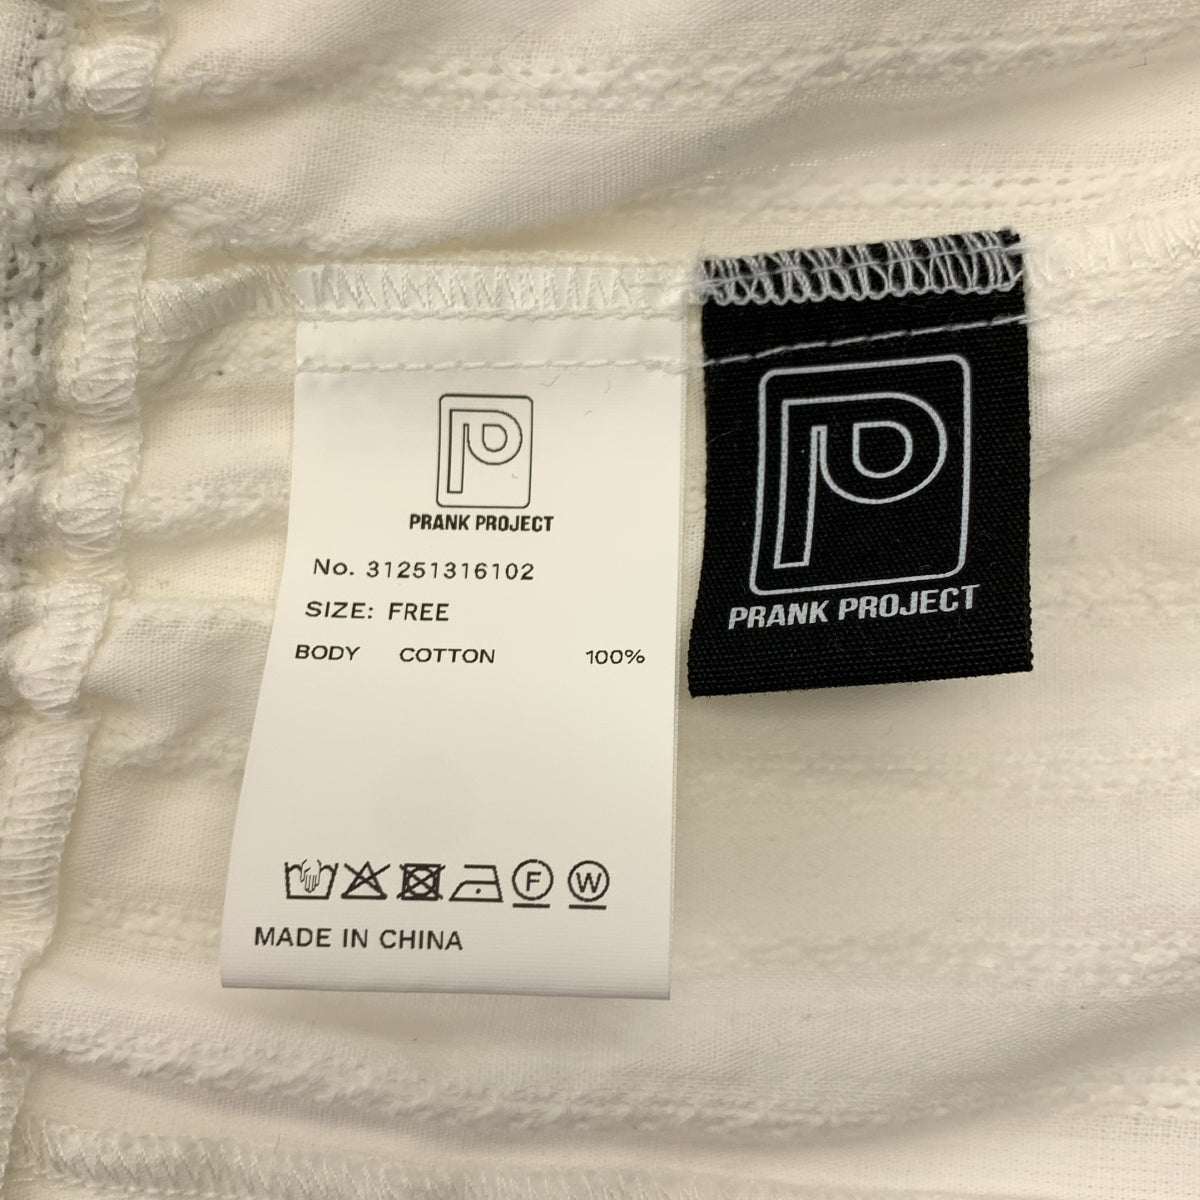 PRANK PROJECT
No. 31251316102
SIZE: FREE
BODY COTTON 100%
F W
MADE IN CHINA
PRANK PROJECT